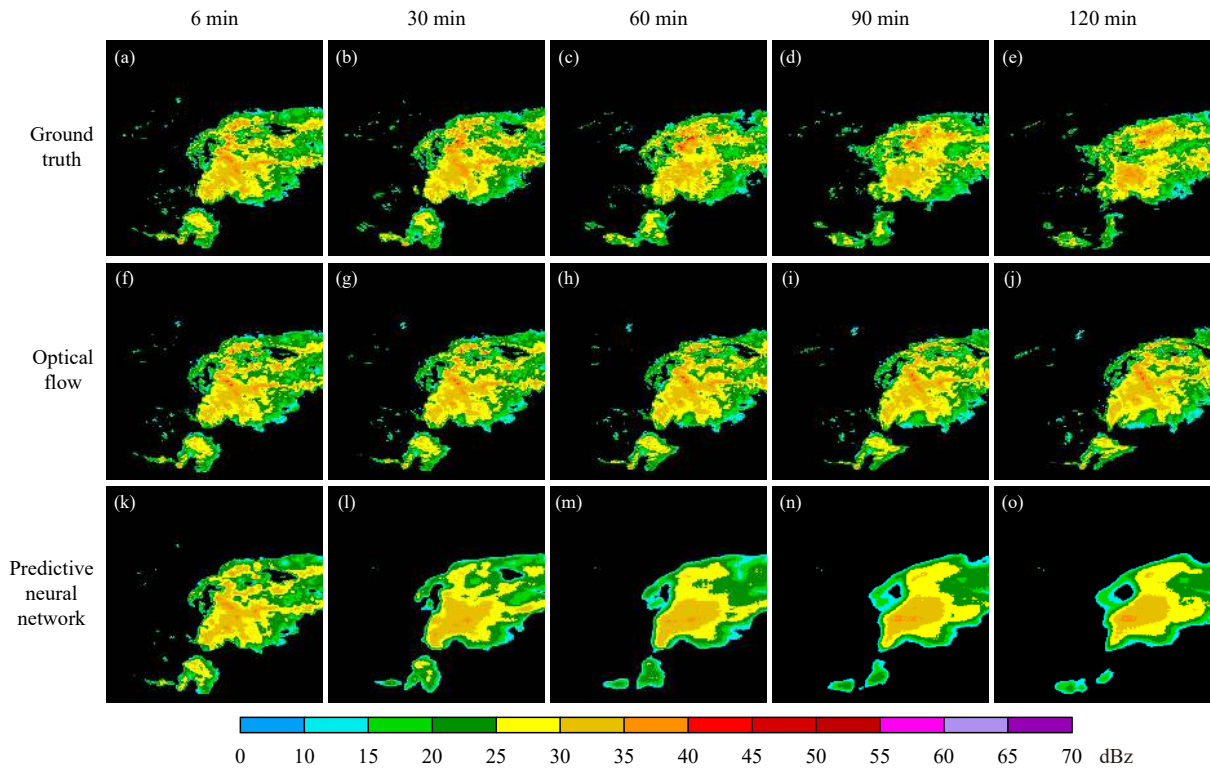 6 min 30 min 60 min 90 min 120 min
(a) (b) (c) (d) (e)
Ground
truth
(f) (g) (h) (i) (j)
Optical
flow
(k) (l) (m) (n) (o)
Predictive
neural
network
0 10 15 20 25 30 35 40 45 50 55 60 65 70 dBz